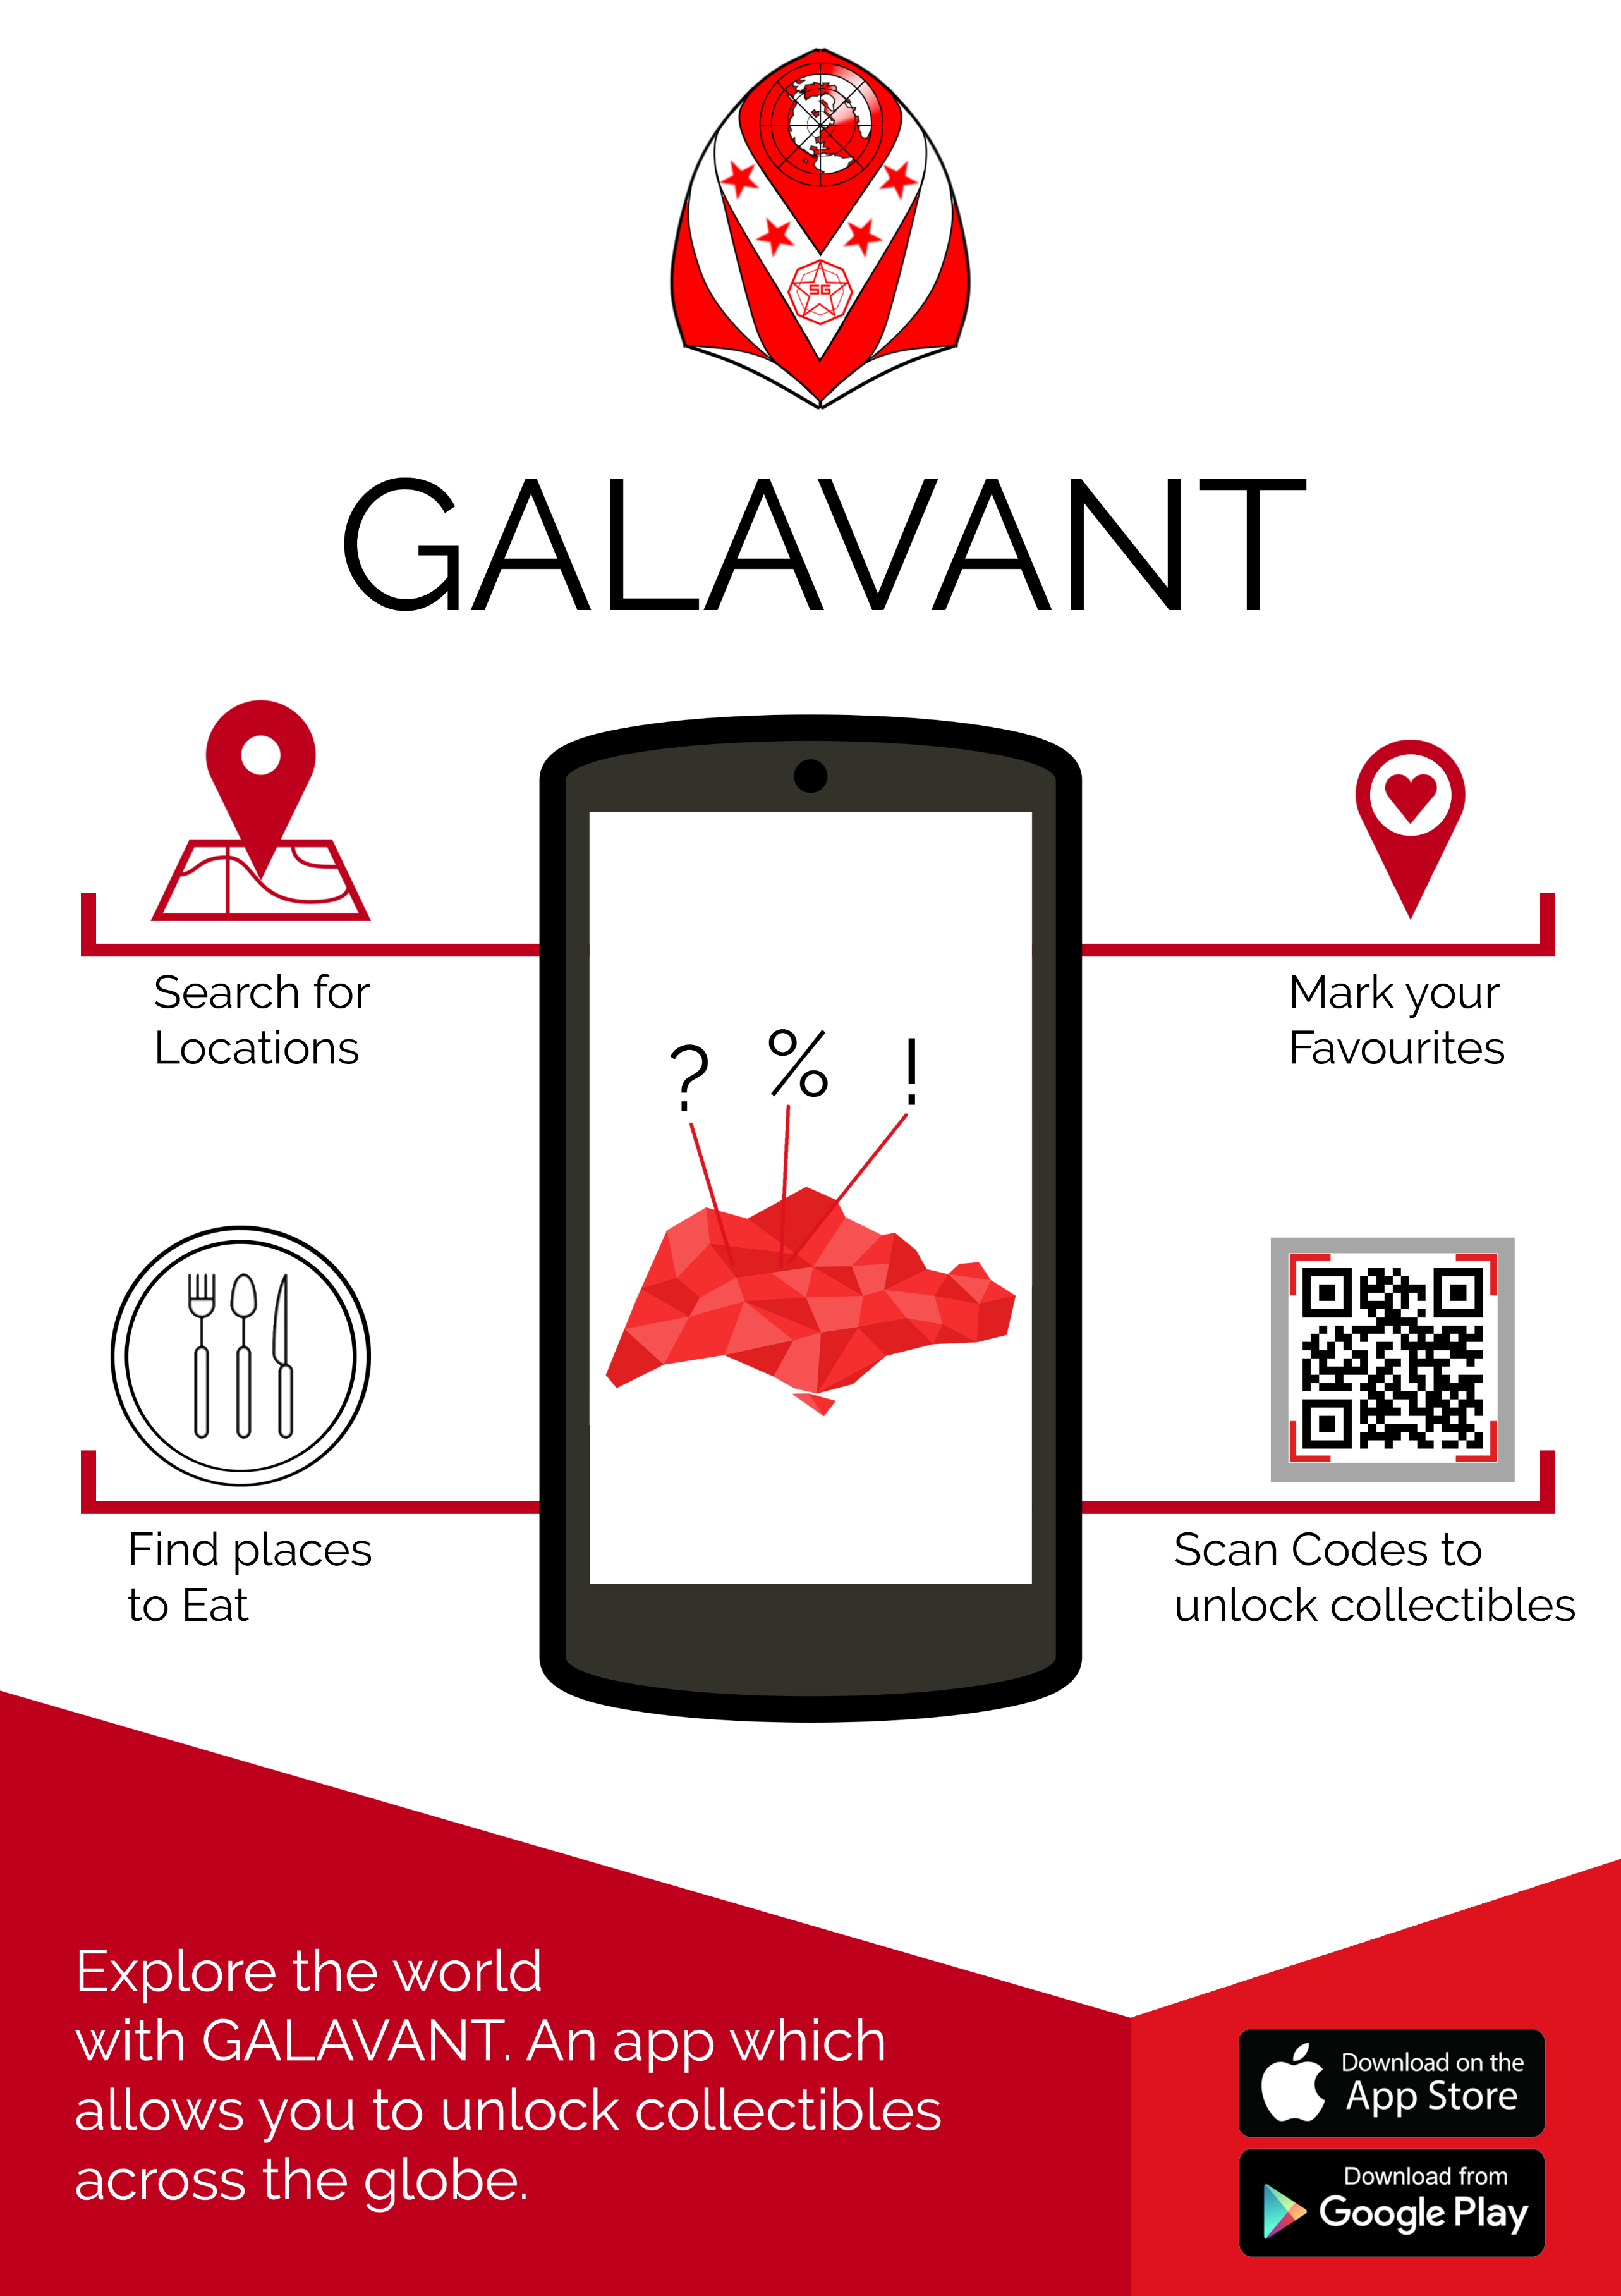 SG
GALAVANT
Search for
Locations
Mark your
Favourites
? % !
Find places
to Eat
Scan Codes to
unlock collectibles
Explore the world
with GALAVANT. An app which
allows you to unlock collectibles
across the globe.
Download on the
App Store
Download from
Google Play